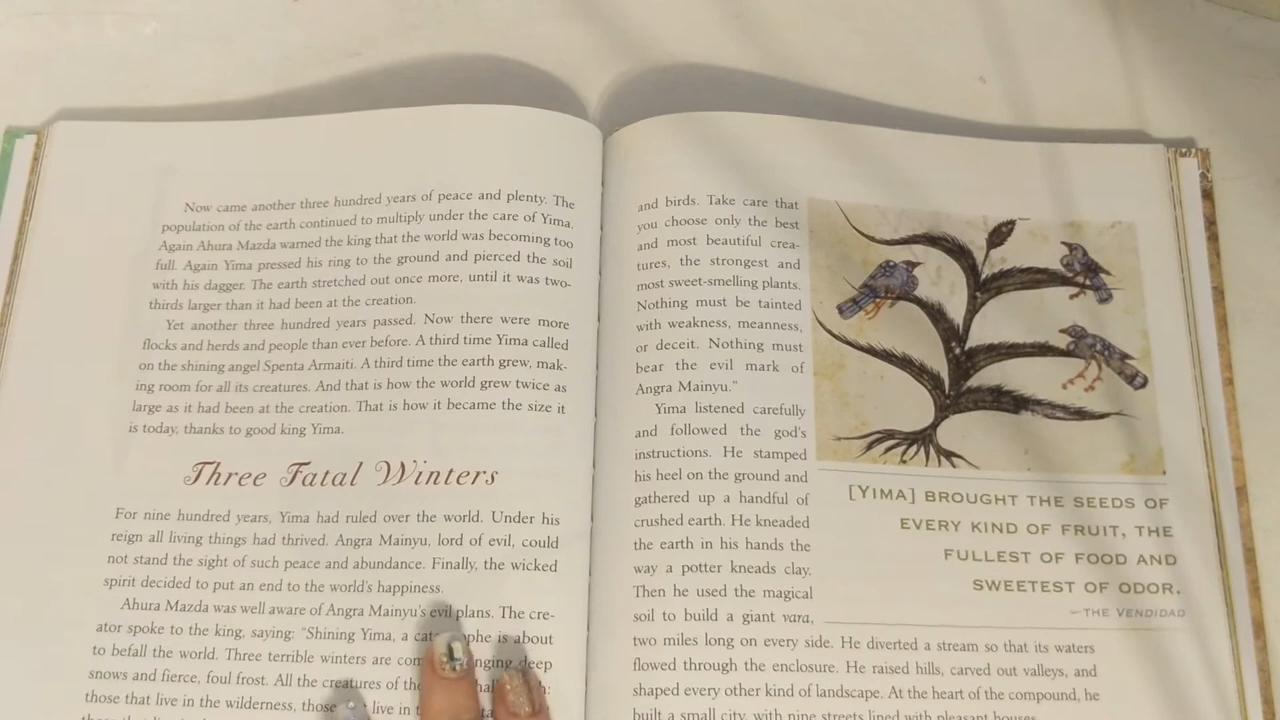 Now came another three hundred years of peace and plenty. The
population of the earth continued to multiply under the care of Yima.
Again Ahura Mazda warned the king that the world was becoming too
full. Again Yima pressed his ring to the ground and pierced the soil
with his dagger. The earth stretched out once more, until it was two-
thirds larger than it had been at the creation.
Yet another three hundred years passed. Now there were more
flocks and herds and people than ever before. A third time Yima called
on the shining angel Spenta Armaiti. A third time the earth grew, mak-
ing room for all its creatures. And that is how the world grew twice as
large as it had been at the creation. That is how it became the size it
is today, thanks to good king Yima.
Three Fatal Winters
For nine hundred years, Yima had ruled over the world. Under his
reign all living things had thrived. Angra Mainyu, lord of evil, could
not stand the sight of such peace and abundance. Finally, the wicked
spirit decided to put an end to the world's happiness.
Ahura Mazda was well aware of Angra Mainyu's evil plans. The cre-
ator spoke to the king, saying: "Shining Yima, a is about
to befall the world. Three terrible winters are deep
snows and fierce, foul frost. All the creatures of
those that live in the wilderness, those live in
and birds. Take care that
you choose only the best
and most beautiful crea-
tures, the strongest and
most sweet-smelling plants.
Nothing must be tainted
with weakness, meanness,
or deceit. Nothing must
bear the evil mark of
Angra Mainyu."
Yima listened carefully
and followed the god's
instructions. He stamped
his heel on the ground and
gathered up a handful of
crushed earth. He kneaded
the earth in his hands the
way a potter kneads clay.
Then he used the magical
soil to build a giant vara,
two miles long on every side. He diverted a stream so that its waters
flowed through the enclosure. He raised hills, carved out valleys, and
shaped every other kind of landscape. At the heart of the compound, he
built a small city, with nine streets lined with pleasant houses.
[YIMA] BROUGHT THE SEEDS OF
EVERY KIND OF FRUIT, THE
FULLEST OF FOOD AND
SWEETEST OF ODOR.
—THE VENDIDAD